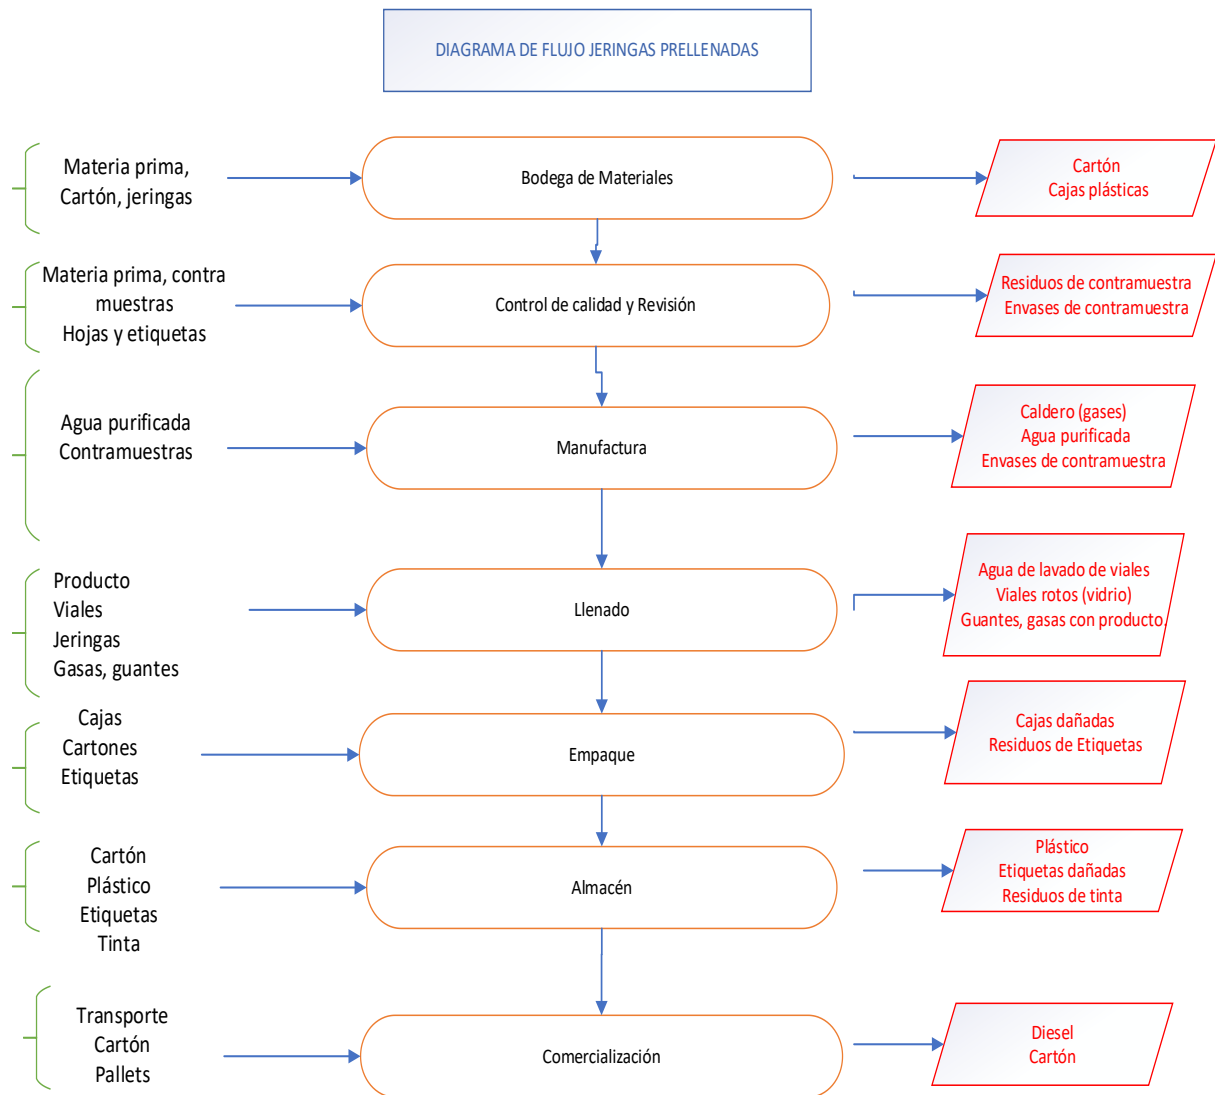 DIAGRAMA DE FLUJO JERINGAS PRELLENADAS
Materia prima,
Cartón, jeringas
Bodega de Materiales
Cartón
Cajas plásticas
Materia prima, contra
muestras
Hojas y etiquetas
Control de calidad y Revisión
Residuos de contramuestra
Envases de contramuestra
Agua purificada
Contramuestras
Manufactura
Caldero (gases)
Agua purificada
Envases de contramuestra
Producto
Viales
Jeringas
Gasas, guantes
Llenado
Agua de lavado de viales
Viales rotos (vidrio)
Guantes, gasas con producto.
Cajas
Cartones
Etiquetas
Empaque
Cajas dañadas
Residuos de Etiquetas
Cartón
Plástico
Etiquetas
Tinta
Almacén
Plástico
Etiquetas dañadas
Residuos de tinta
Transporte
Cartón
Pallets
Comercialización
Diesel
Cartón